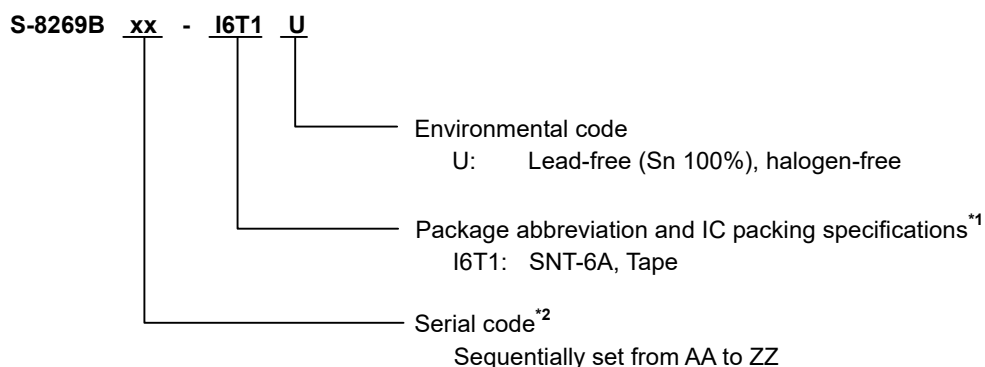 S-8269B xx - I6T1 U
Environmental code
U: Lead-free (Sn 100%), halogen-free
Package abbreviation and IC packing specifications*1
I6T1: SNT-6A, Tape
Serial code*2
Sequentially set from AA to ZZ